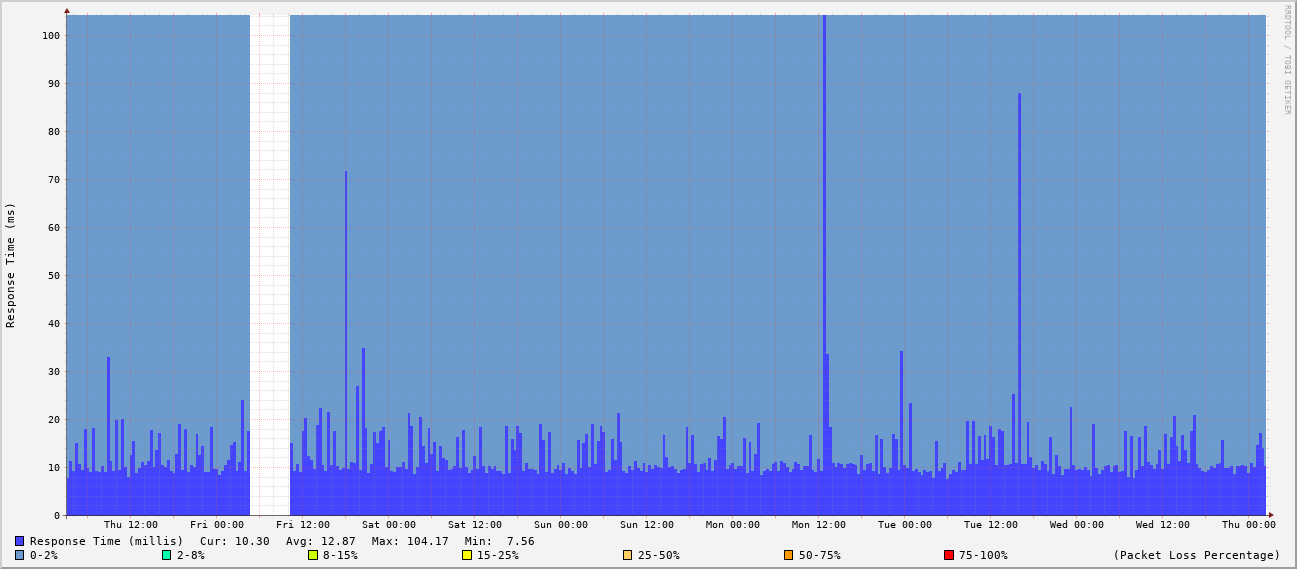 RRDTOOL / TOBI OETIKER
Response Time (ms)
100
90
80
70
60
50
40
30
20
10
0
Thu 12:00 Fri 00:00 Fri 12:00 Sat 00:00 Sat 12:00 Sun 00:00 Sun 12:00 Mon 00:00 Mon 12:00 Tue 00:00 Tue 12:00 Wed 00:00 Wed 12:00 Thu 00:00
Response Time (millis) Cur: 10.30 Avg: 12.87 Max: 104.17 Min: 7.56
0-2% 2-8% 8-15% 15-25% 25-50% 50-75% 75-100% (Packet Loss Percentage)